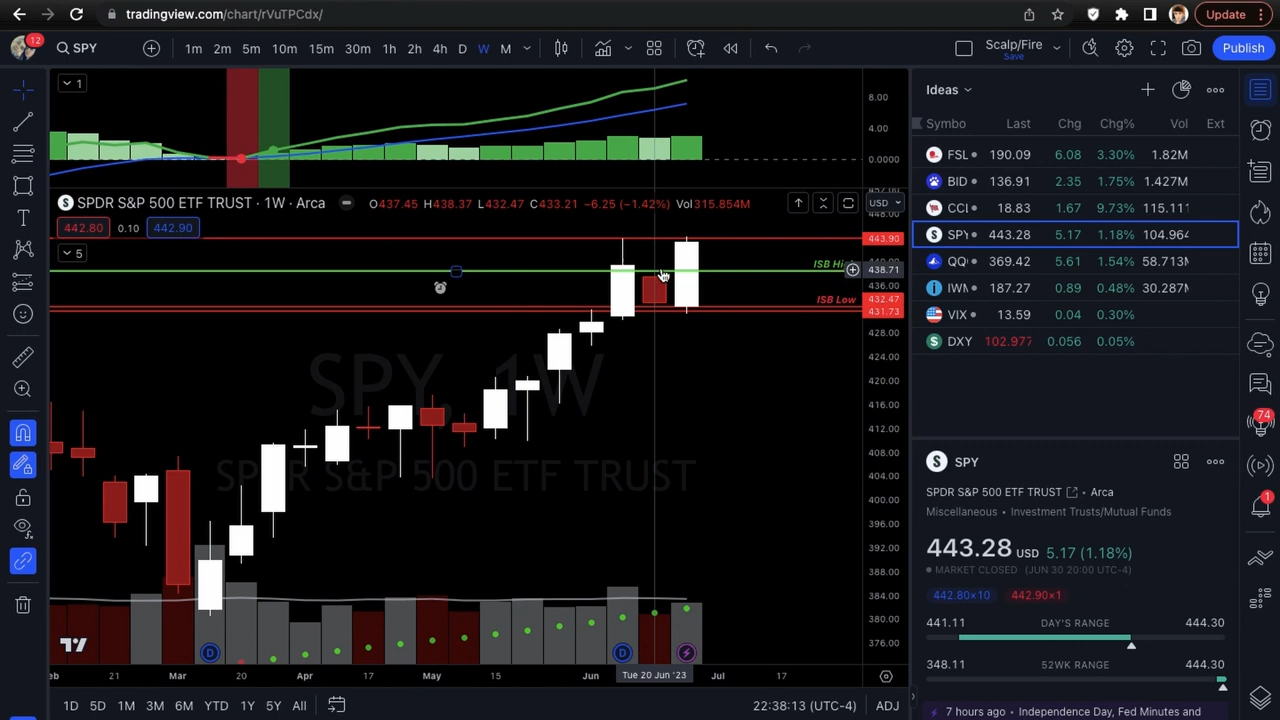 tradingview.com/chart/rVuTPCdx/
Update
12
SPY
1m 2m 5m 10m 15m 30m 1h 2h 4h D W M
Scalp/Fire
Save
Publish
1
8.00
4.00
0.0000
SPDR S&P 500 ETF TRUST · 1W · Arca
O437.45 H438.37 L432.47 C433.21 −6.25 (−1.42%) Vol315.854M
USD
442.80 0.10 442.90
5
448.00
443.90
ISB Hi
438.71
436.00
ISB Low
432.47
431.73
428.00
424.00
420.00
416.00
412.00
408.00
404.00
400.00
396.00
392.00
388.00
384.00
380.00
376.00
SPY, 1W
SPDR S&P 500 ETF TRUST
D
D
eb 21 Mar 20 Apr 17 May 15 Jun Tue 20 Jun '23 Jul 17
1D 5D 1M 3M 6M YTD 1Y 5Y All
22:38:13 (UTC-4)
ADJ
Ideas
Symbo Last Chg Chg% Vol Ext
FSL 190.09 6.08 3.30% 1.82M
BID 136.91 2.35 1.75% 1.427M
CCI 18.83 1.67 9.73% 115.111
SPY 443.28 5.17 1.18% 104.964
QQ 369.42 5.61 1.54% 58.713M
IWM 187.27 0.89 0.48% 30.287M
VIX 13.59 0.04 0.30%
DXY 102.977 0.056 0.05%
74
1
S SPY
SPDR S&P 500 ETF TRUST · Arca
Miscellaneous · Investment Trusts/Mutual Funds
443.28 USD 5.17 (1.18%)
MARKET CLOSED (JUN 30 20:00 UTC-4)
442.80×10 442.90×1
441.11 DAY'S RANGE 444.30
348.11 52WK RANGE 444.30
7 hours ago · Independence Day, Fed Minutes and